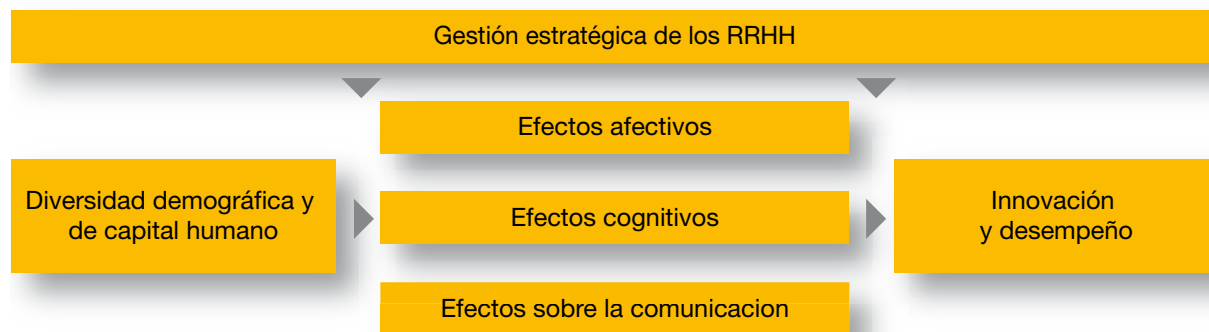 Gestión estratégica de los RRHH
Efectos afectivos
Diversidad demográfica y
de capital humano
Efectos cognitivos
Innovación
y desempeño
Efectos sobre la comunicacion